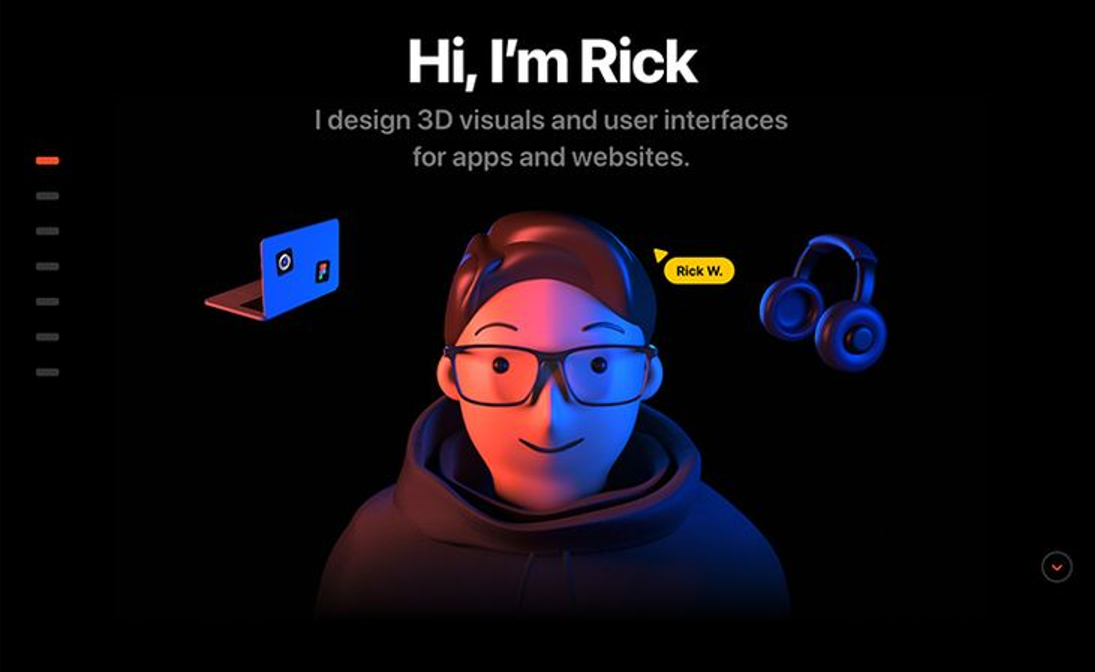 Hi, I’m Rick
I design 3D visuals and user interfaces
for apps and websites.
Rick W.